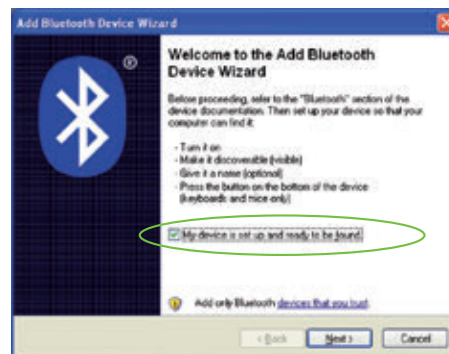 Add Bluetooth Device Wizard
®
Welcome to the Add Bluetooth
Device Wizard
Before proceeding, refer to the "Bluetooth" section of the
device documentation. Then set up your device so that your
computer can find it:
- Turn it on
- Make it discoverable (visible)
- Give it a name (optional)
- Press the button on the bottom of the device
(keyboards and mice only)
My device is set up and ready to be found.
Add only Bluetooth devices that you trust.
< Back
Next >
Cancel